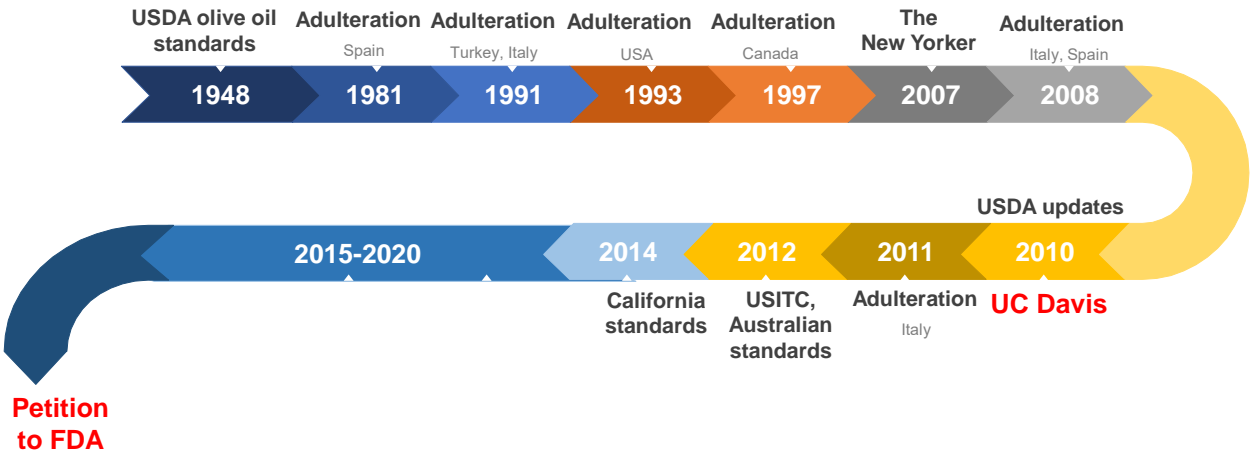 USDA olive oil
standards
Adulteration
Spain
Adulteration
Turkey, Italy
Adulteration
USA
Adulteration
Canada
The
New Yorker
Adulteration
Italy, Spain
1948
1981
1991
1993
1997
2007
2008
USDA updates
2010
2011
2012
2014
2015-2020
UC Davis
Adulteration
Italy
USITC,
Australian
standards
California
standards
Petition
to FDA